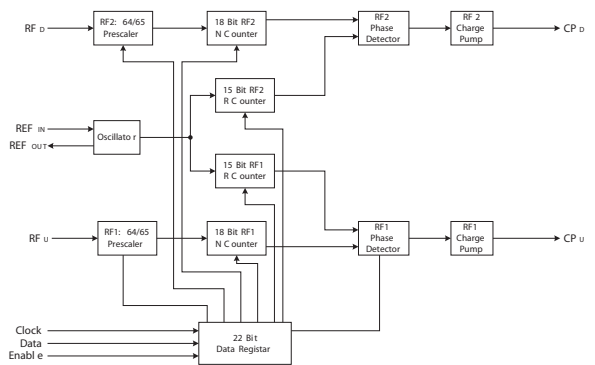 RF D
RF2: 64/65
Prescaler
18 Bit RF2
N C ounter
RF2
Phase
Detector
RF 2
Charge
Pump
CP D
15 Bit RF2
R C ounter
REF IN
REF OUT
Oscillato r
15 Bit RF1
R C ounter
RF U
RF1: 64/65
Prescaler
18 Bit RF1
N C ounter
RF1
Phase
Detector
RF1
Charge
Pump
CP U
Clock
Data
Enabl e
22 Bit
Data Registar